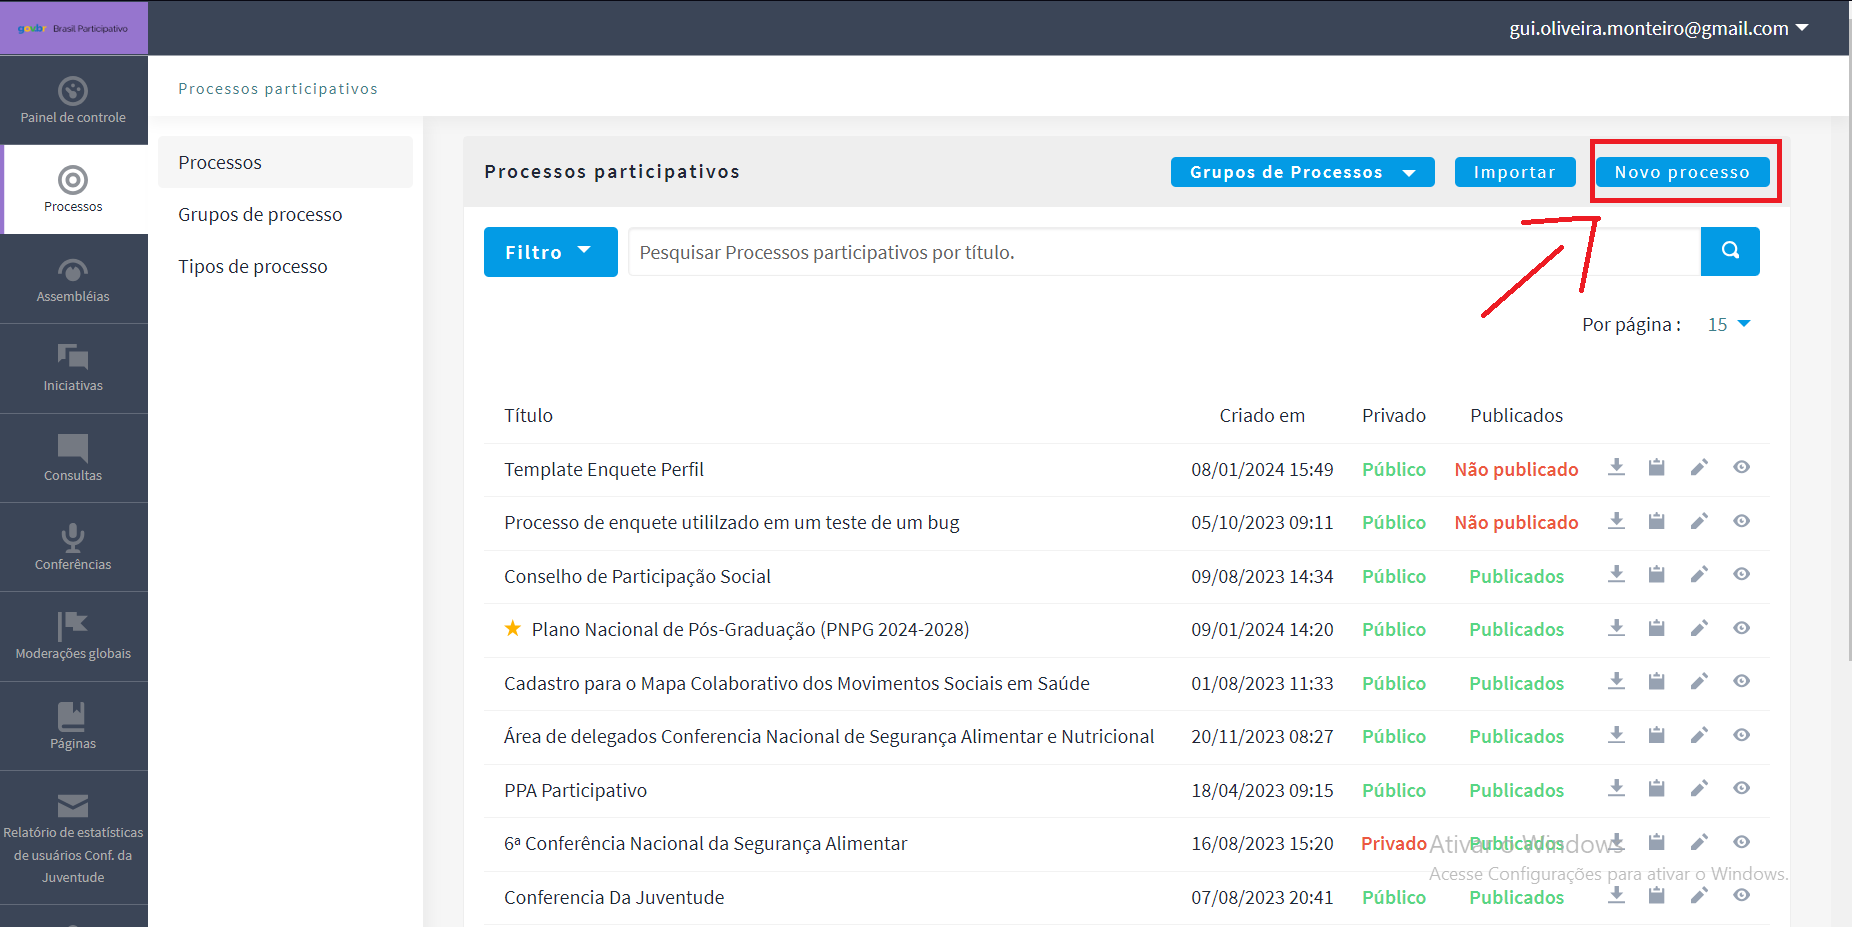 gov.br Brasil Participativo
gui.oliveira.monteiro@gmail.com
Painel de controle
Processos
Assembléias
Iniciativas
Consultas
Conferências
Moderações globais
Páginas
Relatório de estatísticas
de usuários Conf. da
Juventude
Processos participativos
Processos
Grupos de processo
Tipos de processo
Processos participativos
Grupos de Processos
Importar
Novo processo
Filtro
Pesquisar Processos participativos por título.
Por página : 15
Título Criado em Privado Publicados
Template Enquete Perfil 08/01/2024 15:49 Público Não publicado
Processo de enquete utililzado em um teste de um bug 05/10/2023 09:11 Público Não publicado
Conselho de Participação Social 09/08/2023 14:34 Público Publicados
Plano Nacional de Pós-Graduação (PNPG 2024-2028) 09/01/2024 14:20 Público Publicados
Cadastro para o Mapa Colaborativo dos Movimentos Sociais em Saúde 01/08/2023 11:33 Público Publicados
Área de delegados Conferencia Nacional de Segurança Alimentar e Nutricional 20/11/2023 08:27 Público Publicados
PPA Participativo 18/04/2023 09:15 Público Publicados
6ª Conferência Nacional da Segurança Alimentar 16/08/2023 15:20 Privado Publicados
Ativar o Windows
Acesse Configurações para ativar o Windows.
Conferencia Da Juventude 07/08/2023 20:41 Público Publicados